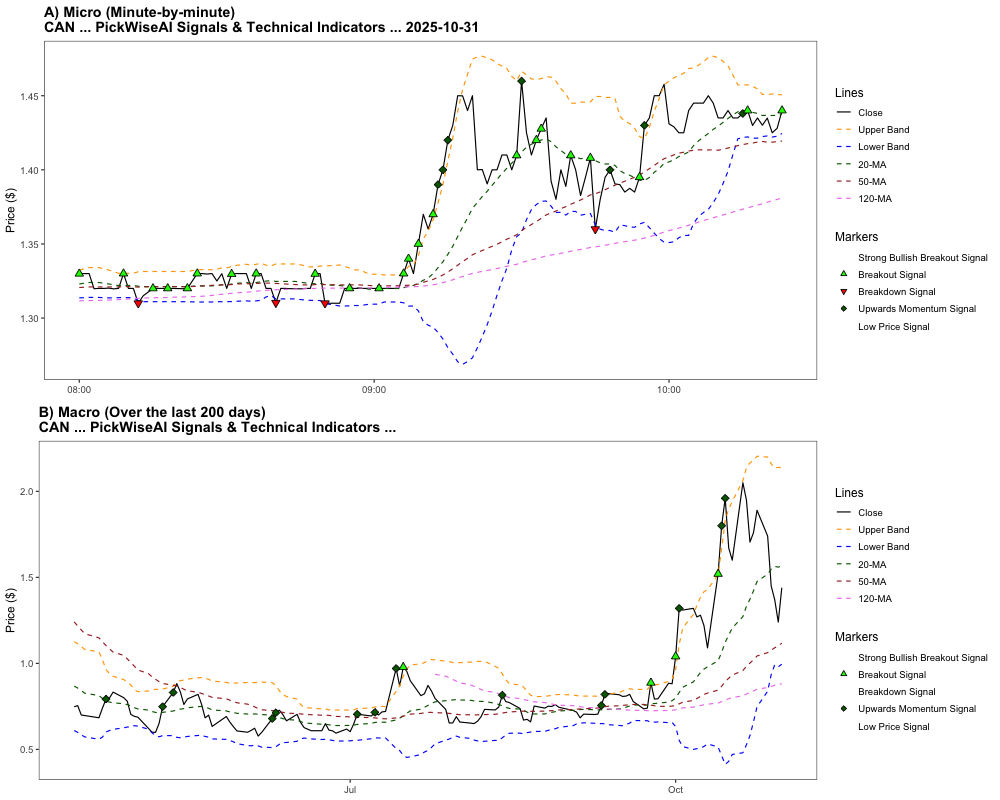 A) Micro (Minute-by-minute)
CAN ... PickWiseAI Signals & Technical Indicators ... 2025-10-31
Price ($)
1.45
1.40
1.35
1.30
08:00
09:00
10:00
Lines
Close
Upper Band
Lower Band
20-MA
50-MA
120-MA
Markers
Strong Bullish Breakout Signal
Breakout Signal
Breakdown Signal
Upwards Momentum Signal
Low Price Signal
B) Macro (Over the last 200 days)
CAN ... PickWiseAI Signals & Technical Indicators ...
Price ($)
2.0
1.5
1.0
0.5
Jul
Oct
Lines
Close
Upper Band
Lower Band
20-MA
50-MA
120-MA
Markers
Strong Bullish Breakout Signal
Breakout Signal
Breakdown Signal
Upwards Momentum Signal
Low Price Signal